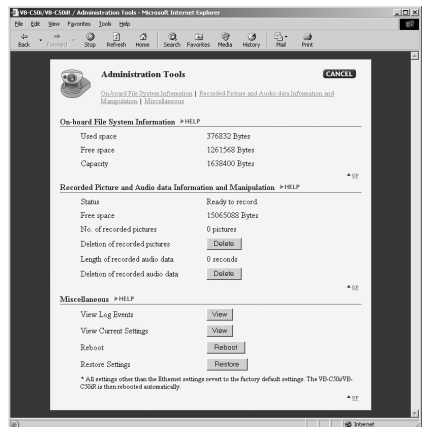 VB-C50i/VB-C50iR / Administration Tools - Microsoft Internet Explorer
File Edit View Favorites Tools Help
Back Forward Stop Refresh Home Search Favorites Media History Mail Print
Administration Tools
CANCEL
On-board File System Information | Recorded Picture and Audio data Information and
Manipulation | Miscellaneous
On-board File System Information ▶HELP
Used space 376832 Bytes
Free space 1261568 Bytes
Capacity 1638400 Bytes
▲up
Recorded Picture and Audio data Information and Manipulation ▶HELP
Status Ready to record.
Free space 15065088 Bytes
No. of recorded pictures 0 pictures
Deletion of recorded pictures Delete
Length of recorded audio data 0 seconds
Deletion of recorded audio data Delete
▲up
Miscellaneous ▶HELP
View Log Events View
View Current Settings View
Reboot Reboot
Restore Settings Restore
* All settings other than the Ethernet settings revert to the factory default settings. The VB-C50i/VB-
C50iR is then rebooted automatically.
▲up
Internet